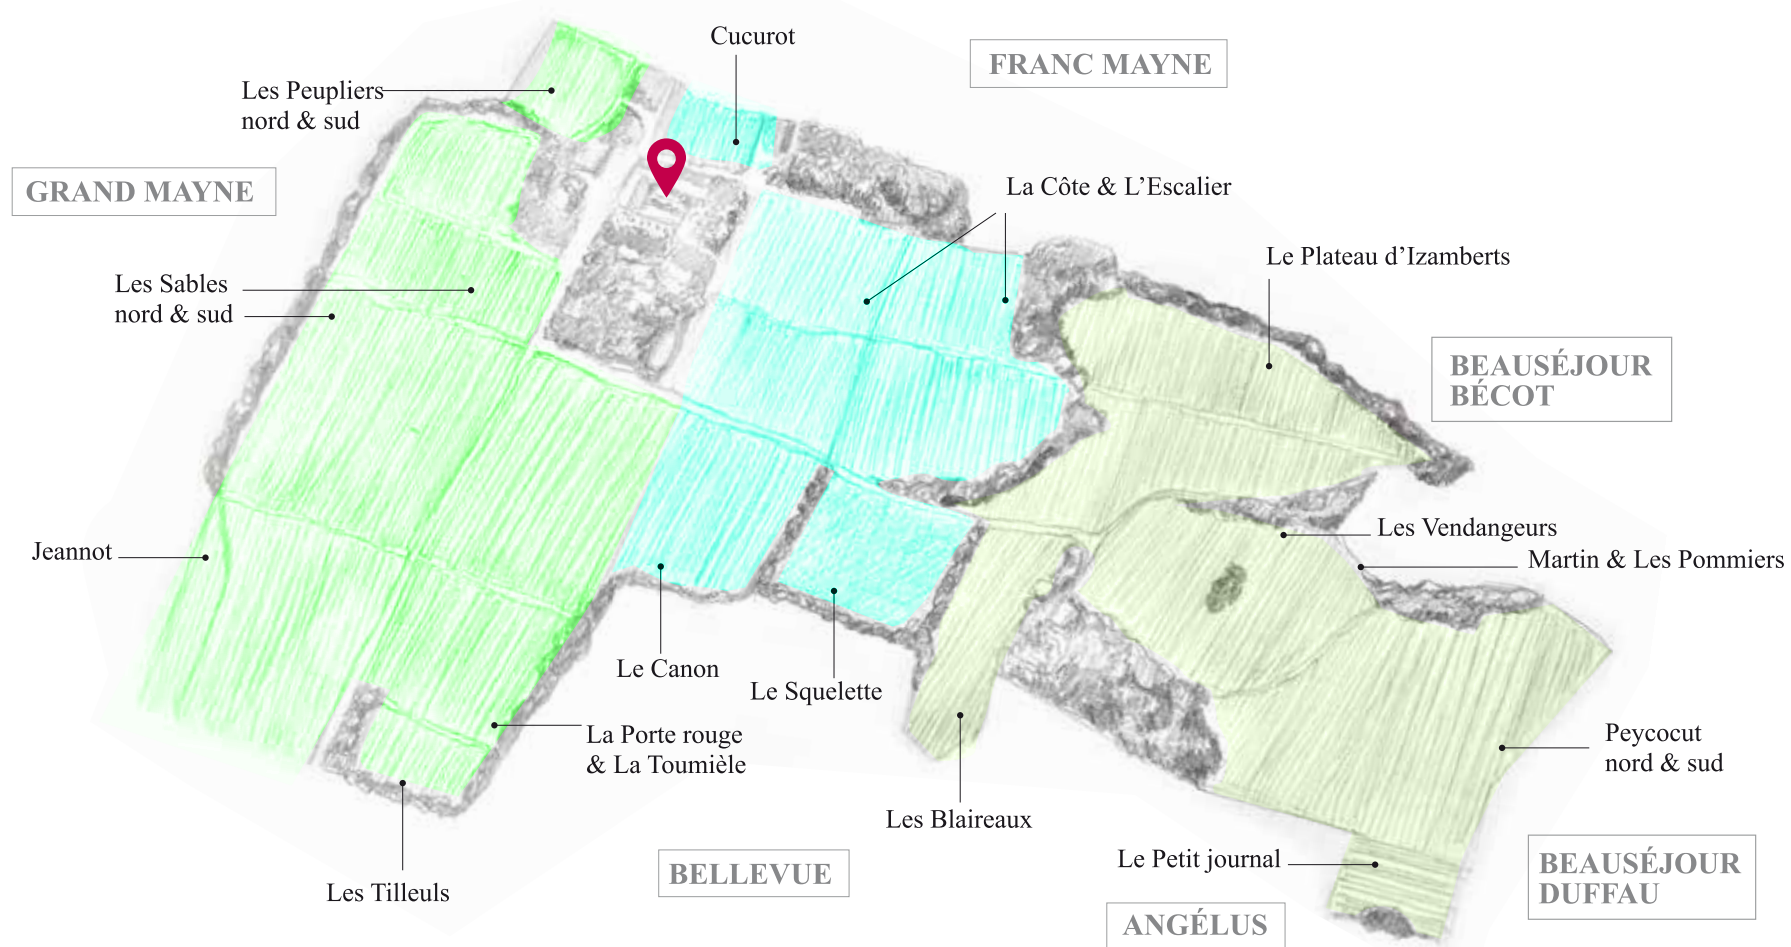 Cucurot
FRANC MAYNE
Les Peupliers
nord & sud
GRAND MAYNE
La Côte & L’Escalier
Le Plateau d’Izamberts
Les Sables
nord & sud
BEAUSÉJOUR
BÉCOT
Les Vendangeurs
Jeannot
Martin & Les Pommiers
Le Canon
Le Squelette
La Porte rouge
& La Toumièle
Peycocut
nord & sud
Les Blaireaux
Le Petit journal
BEAUSÉJOUR
DUFFAU
BELLEVUE
Les Tilleuls
ANGÉLUS